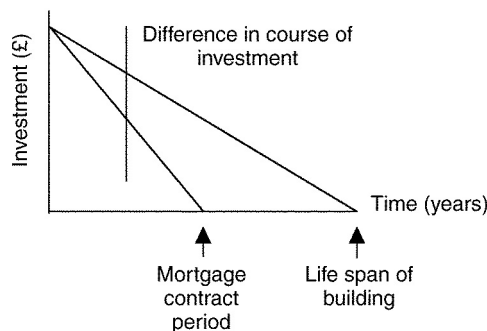 Difference in course of
investment
Investment (£)
Time (years)
Mortgage
contract
period
Life span of
building